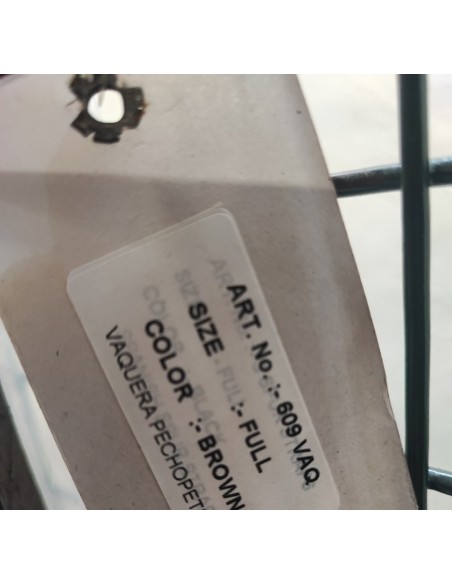 ART. No. :- 609 VAQ
SIZE :- FULL
COLOR :- BROWN
VAQUERA PECHOPET